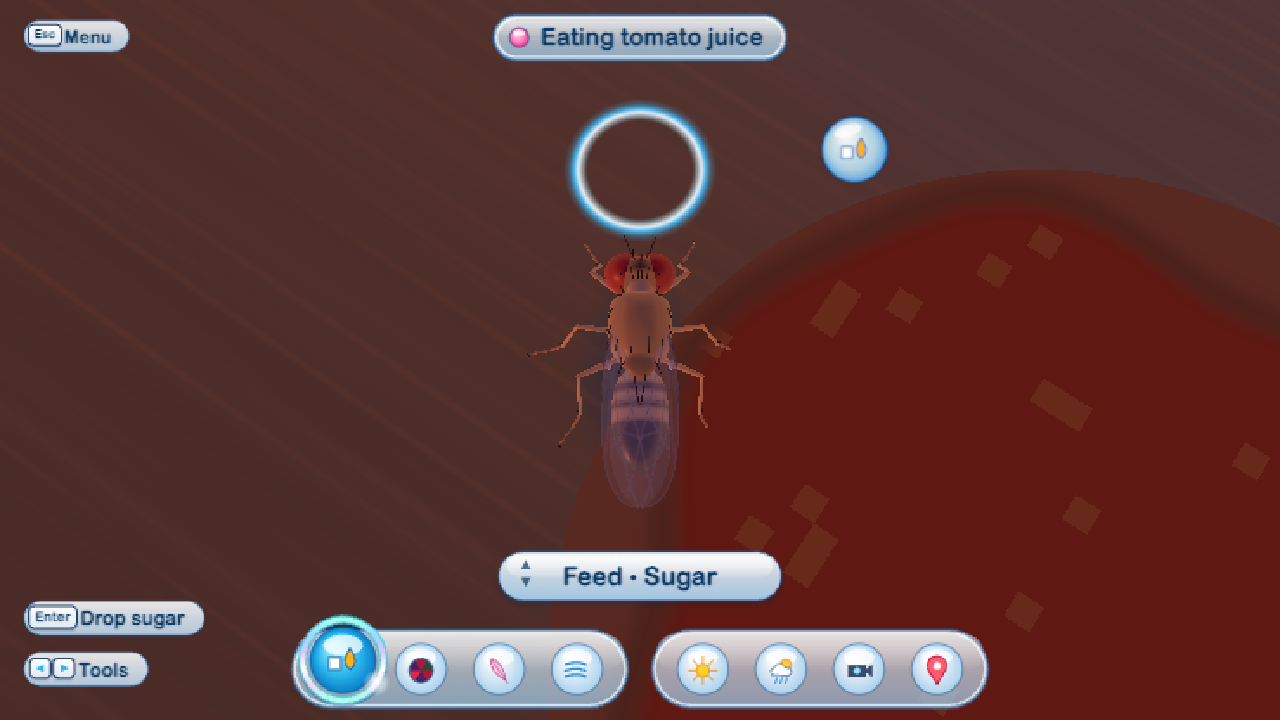 Esc Menu
Eating tomato juice
Feed • Sugar
Enter Drop sugar
Tools